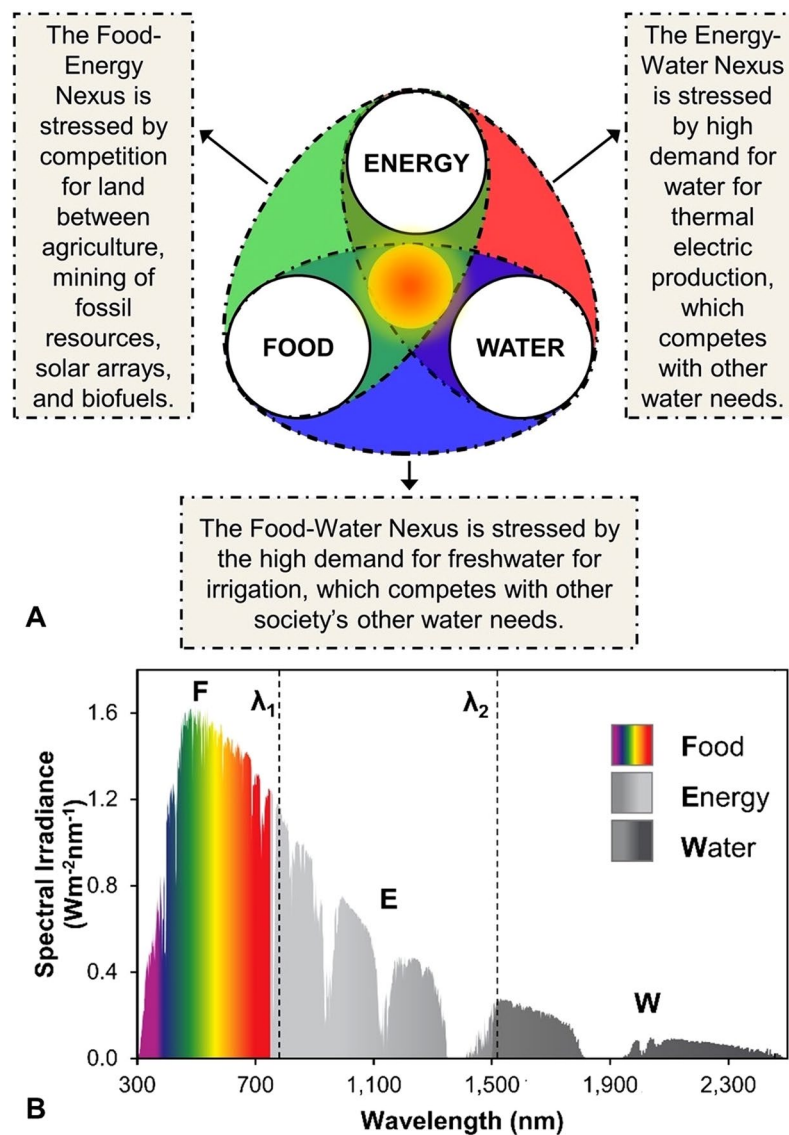 The Food-
Energy
Nexus is
stressed by
competition
for land
between
agriculture,
mining of
fossil
resources,
solar arrays,
and biofuels.
The Energy-
Water Nexus
is stressed
by high
demand for
water for
thermal
electric
production,
which
competes
with other
water needs.
ENERGY
FOOD
WATER
The Food-Water Nexus is stressed by
the high demand for freshwater for
irrigation, which competes with other
society's other water needs.
A
F
λ1
λ2
Food
Energy
Water
E
W
Spectral Irradiance
(Wm-2nm-1)
1.6
1.2
0.8
0.4
0.0
300 700 1,100 1,500 1,900 2,300
Wavelength (nm)
B